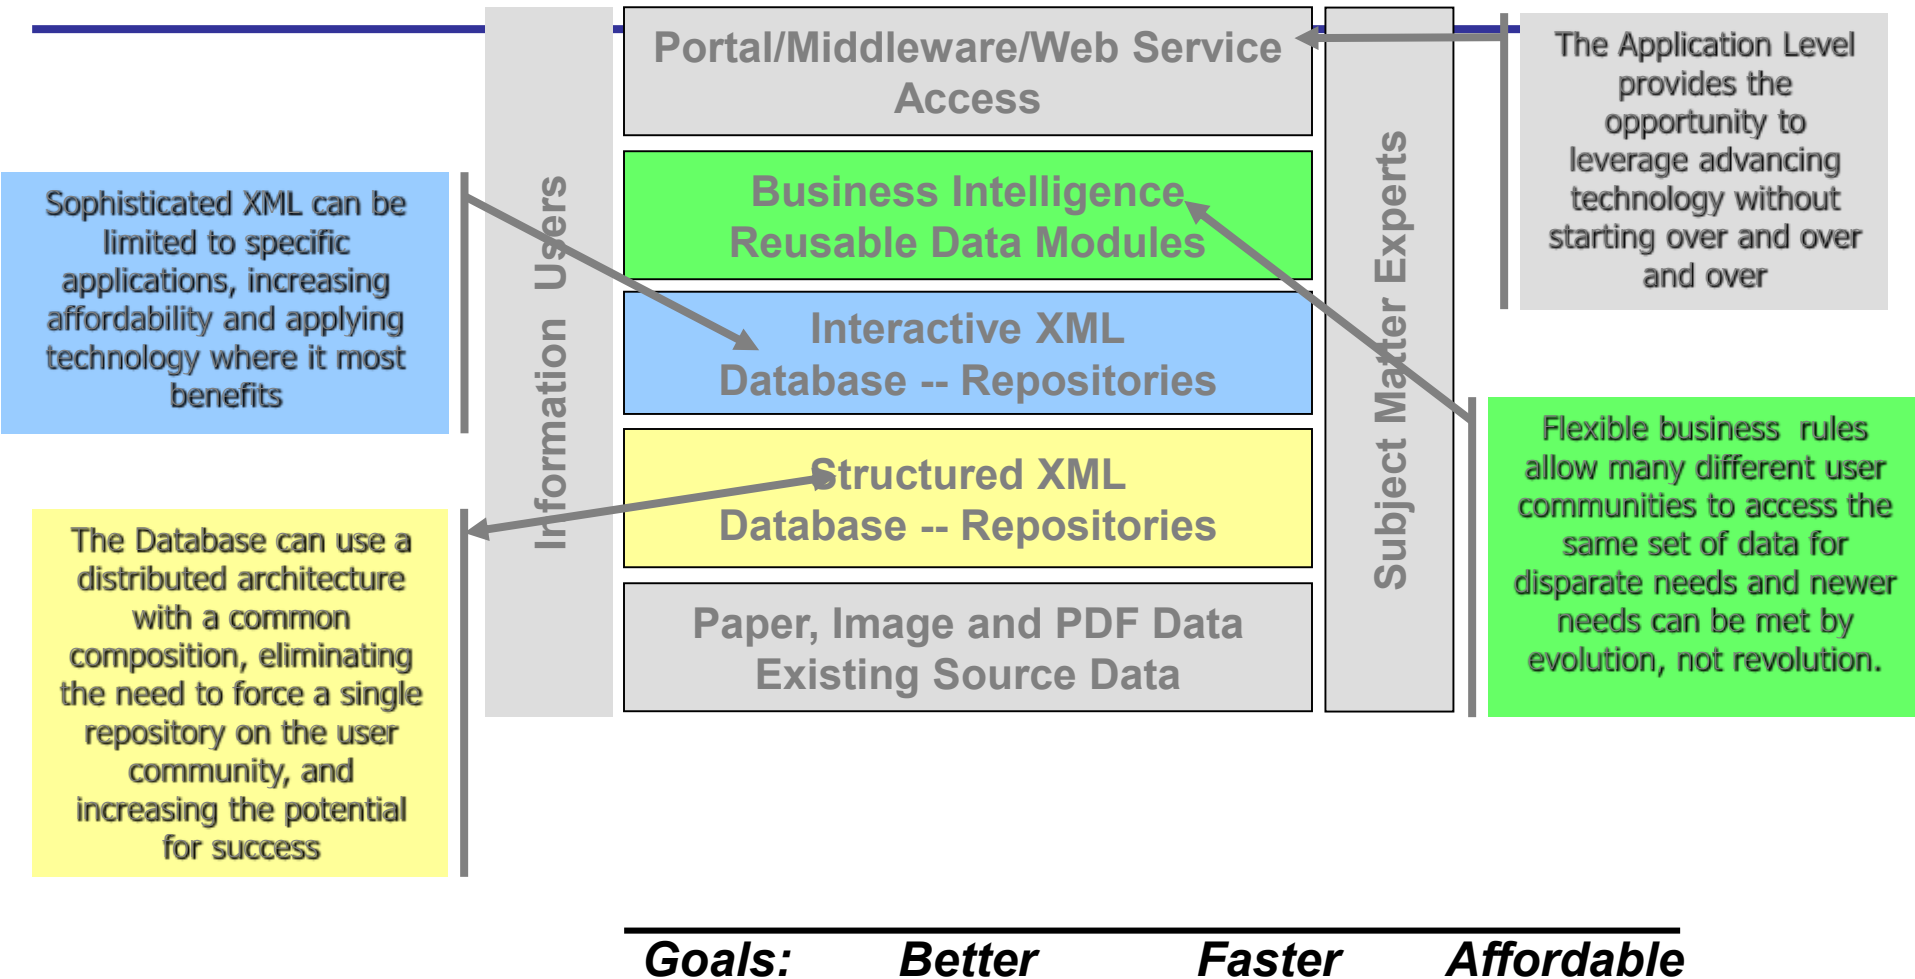 Portal/Middleware/Web Service
Access
Business Intelligence
Reusable Data Modules
Interactive XML
Database -- Repositories
Structured XML
Database -- Repositories
Paper, Image and PDF Data
Existing Source Data
Information Users
Subject Matter Experts
Sophisticated XML can be
limited to specific
applications, increasing
affordability and applying
technology where it most
benefits
The Database can use a
distributed architecture
with a common
composition, eliminating
the need to force a single
repository on the user
community, and
increasing the potential
for success
The Application Level
provides the
opportunity to
leverage advancing
technology without
starting over and over
and over
Flexible business rules
allow many different user
communities to access the
same set of data for
disparate needs and newer
needs can be met by
evolution, not revolution.
Goals: Better Faster Affordable